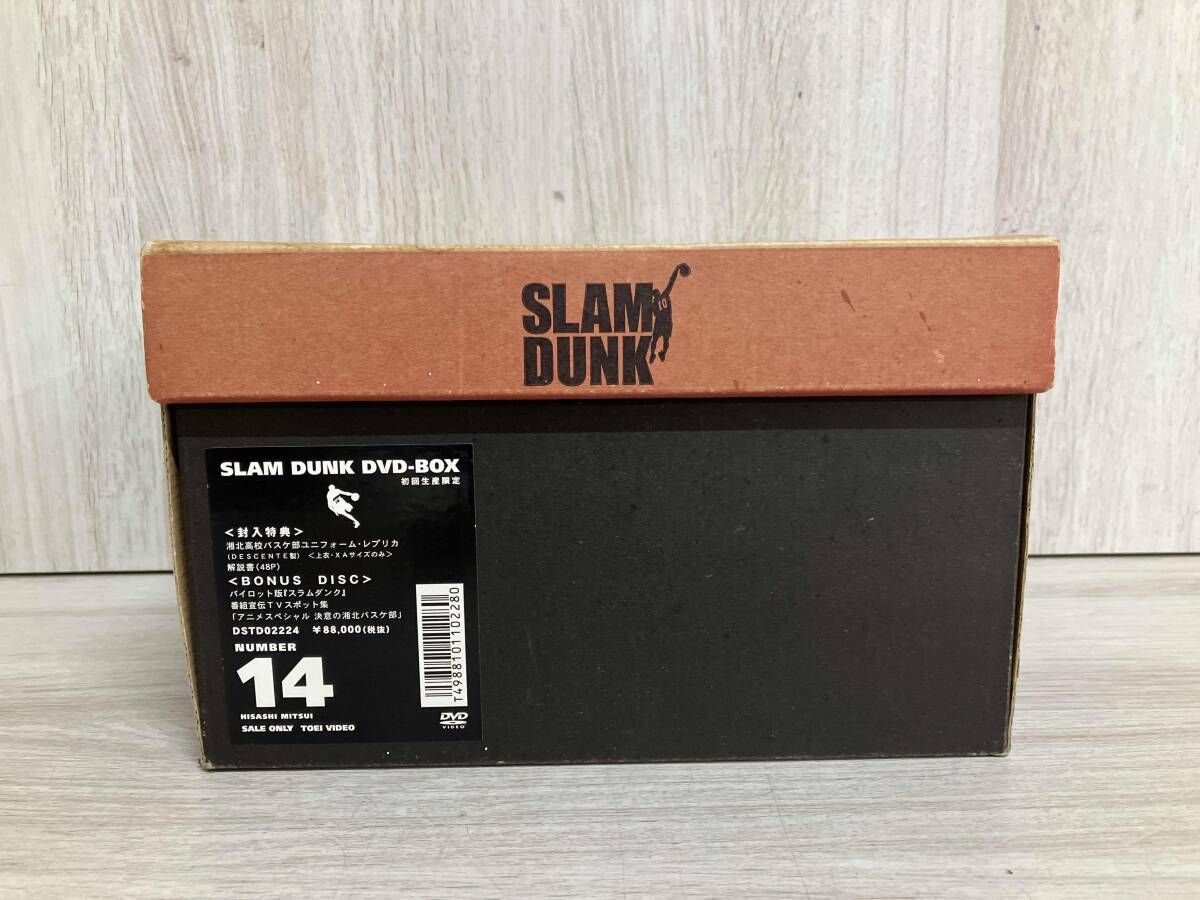 SLAM
DUNK
10
SLAM DUNK DVD-BOX
初回生産限定
<封入特典>
湘北高校バスケ部ユニフォーム・レプリカ
(DESCENTE製) <上衣・XAサイズのみ>
解説書(48P)
<BONUS DISC>
パイロット版『スラムダンク』
番組宣伝TVスポット集
「アニメスペシャル 決意の湘北バスケ部」
DSTD02224 ¥88,000(税抜)
NUMBER
14
HISASHI MITSUI
SALE ONLY TOEI VIDEO
T4988101102280
DVD
VIDEO